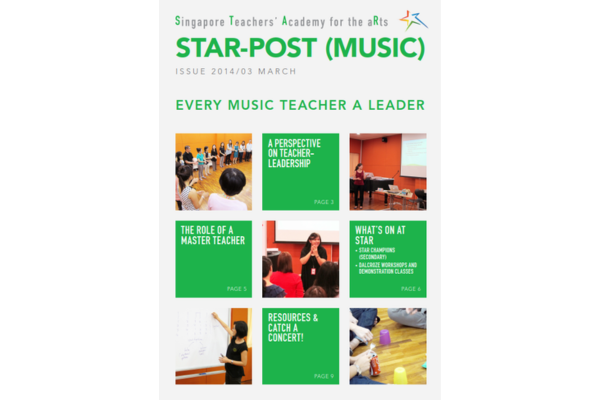 Singapore Teachers' Academy for the aRts
STAR-POST (MUSIC)
ISSUE 2014/03 MARCH
EVERY MUSIC TEACHER A LEADER
A PERSPECTIVE
ON TEACHER-
LEADERSHIP
PAGE 3
THE ROLE OF A
MASTER TEACHER
PAGE 5
WHAT'S ON AT
STAR
• STAR CHAMPIONS
(SECONDARY)
• DALCROZE WORKSHOPS AND
DEMONSTRATION CLASSES
PAGE 6
RESOURCES &
CATCH A
CONCERT!
PAGE 9